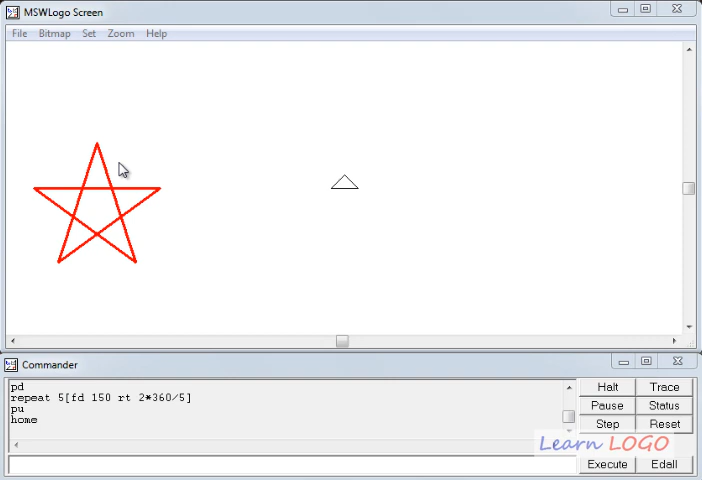 MSWLogo Screen
File Bitmap Set Zoom Help
Commander
pd
repeat 5[fd 150 rt 2*360/5]
pu
home
Halt Trace
Pause Status
Step Reset
Learn LOGO
Execute Edall